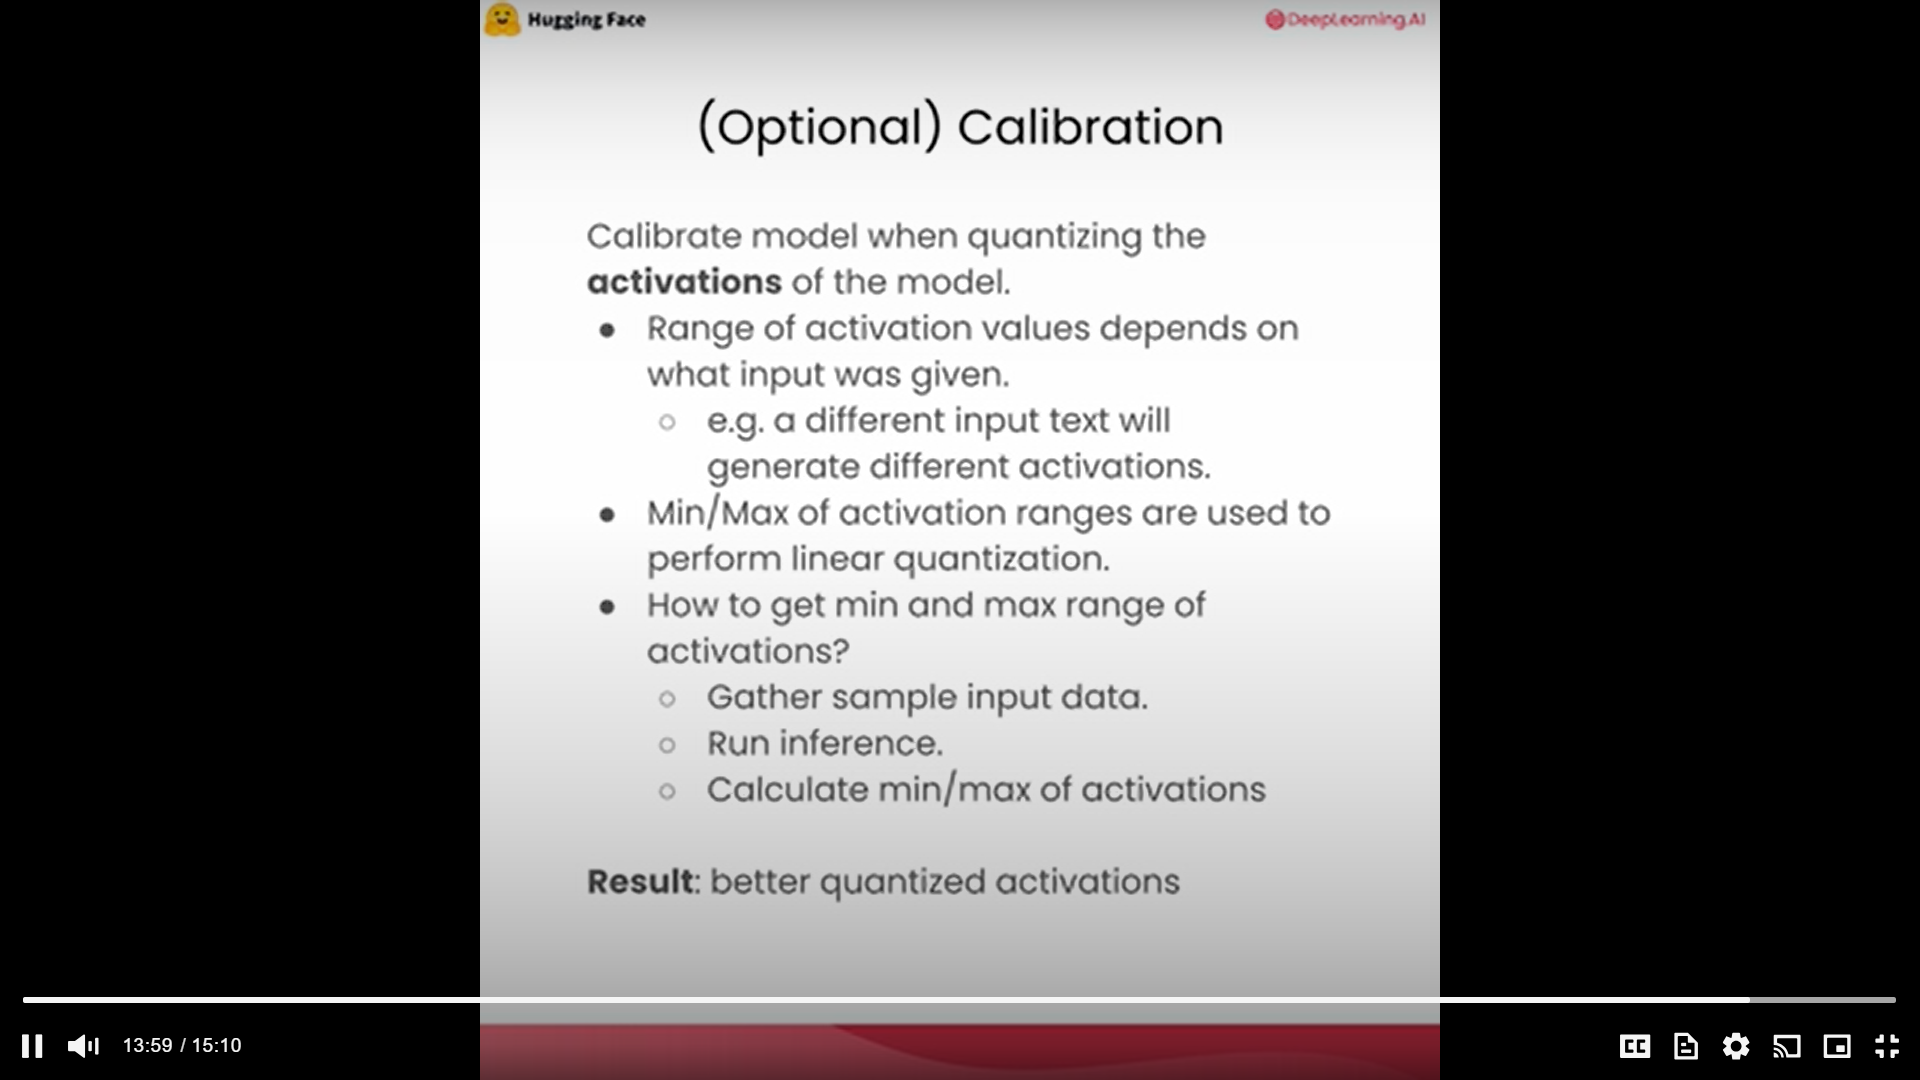 Hugging Face
DeepLearning.AI
(Optional) Calibration
Calibrate model when quantizing the
activations of the model.
● Range of activation values depends on
what input was given.
○ e.g. a different input text will
generate different activations.
● Min/Max of activation ranges are used to
perform linear quantization.
● How to get min and max range of
activations?
○ Gather sample input data.
○ Run inference.
○ Calculate min/max of activations
Result: better quantized activations
13:59 / 15:10
CC